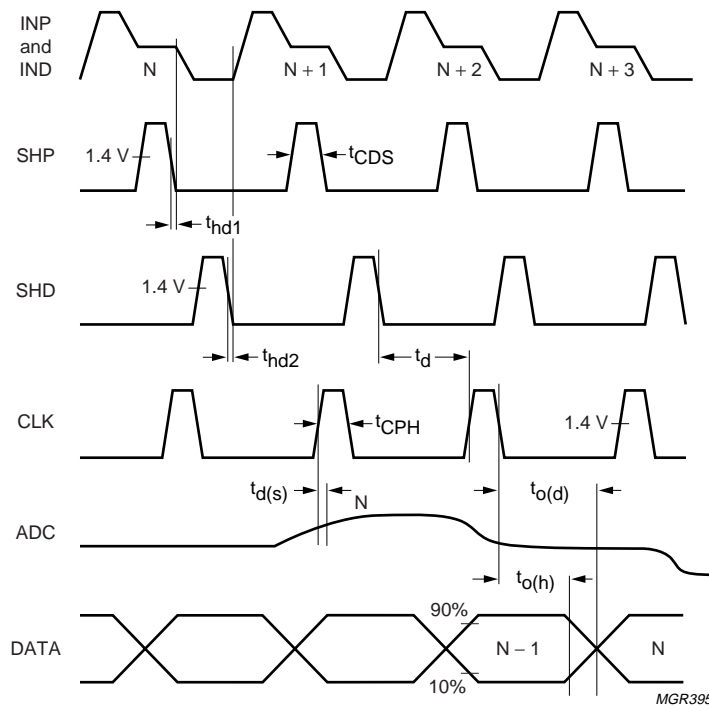 INP
and
IND
N
N + 1
N + 2
N + 3
SHP
1.4 V
tCDS
thd1
SHD
1.4 V
thd2
td
CLK
tCPH
1.4 V
td(s)
N
to(d)
ADC
to(h)
90%
DATA
N − 1
N
10%
MGR395